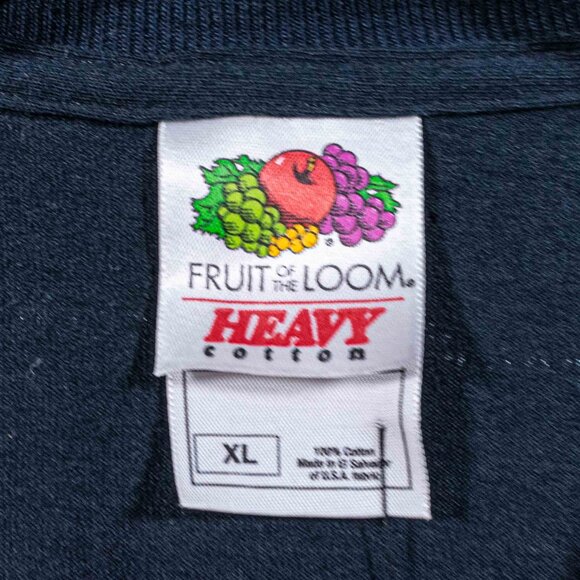 ®
FRUIT OF THE LOOM®
HEAVY
cotton
XL
100% Cotton
Made in El Salvador
of U.S.A. fabric